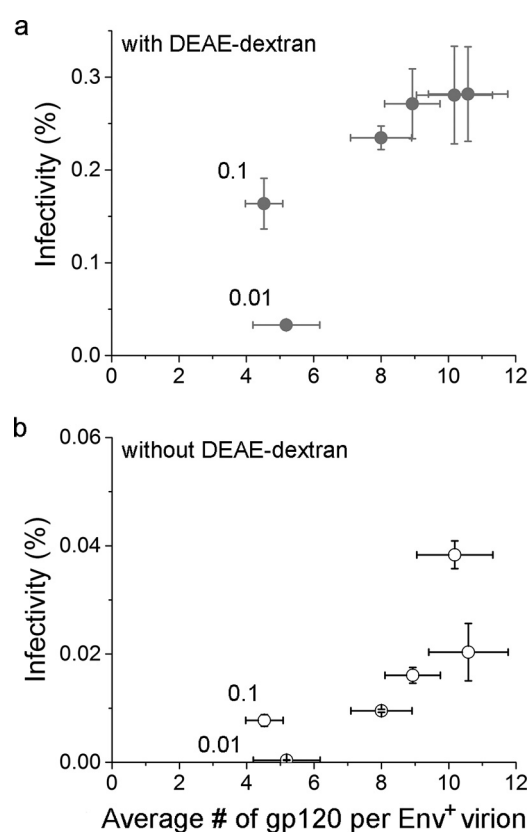 a
with DEAE-dextran
0.3
0.2
0.1
0.0
Infectivity (%)
0.1
0.01
0 2 4 6 8 10 12
b
without DEAE-dextran
0.06
0.04
0.02
0.00
Infectivity (%)
0.1
0.01
0 2 4 6 8 10 12
Average # of gp120 per Env⁺ virion